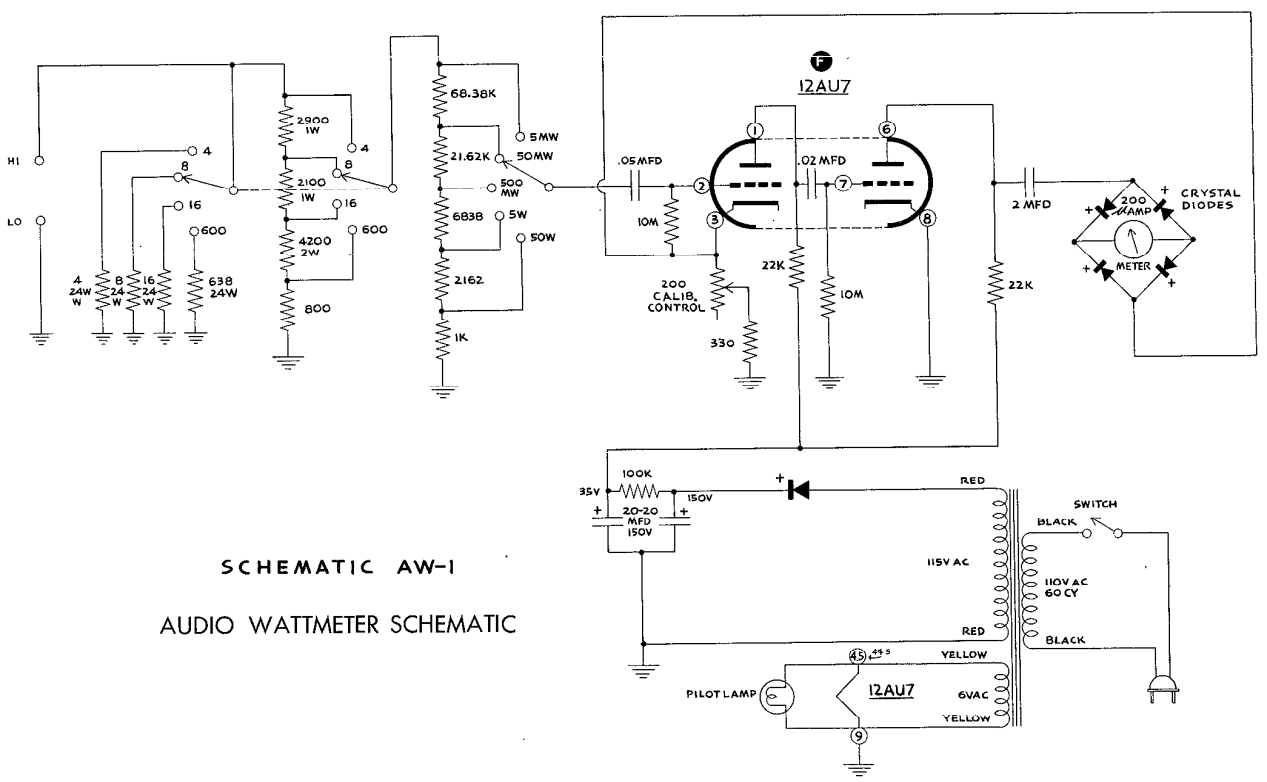 F
12AU7
HI
LO
4
8
16
600
4
24W
W
8
24
W
16
24
W
638
24W
2900
1W
2100
1W
4200
2W
800
4
8
16
600
68.38K
21.62K
6838
2162
1K
5MW
50MW
500
MW
5W
50W
.05MFD
10M
1
2
3
200
CALIB.
CONTROL
330
22K
.02MFD
10M
6
7
8
2 MFD
22K
+
+
+
+
200
µAMP
METER
CRYSTAL
DIODES
35V
100K
150V
+
20-20
MFD
150V
+
+
RED
115V AC
RED
BLACK
SWITCH
110V AC
60 CY
BLACK
YELLOW
6VAC
YELLOW
PILOT LAMP
45
12AU7
9
SCHEMATIC AW-1
AUDIO WATTMETER SCHEMATIC